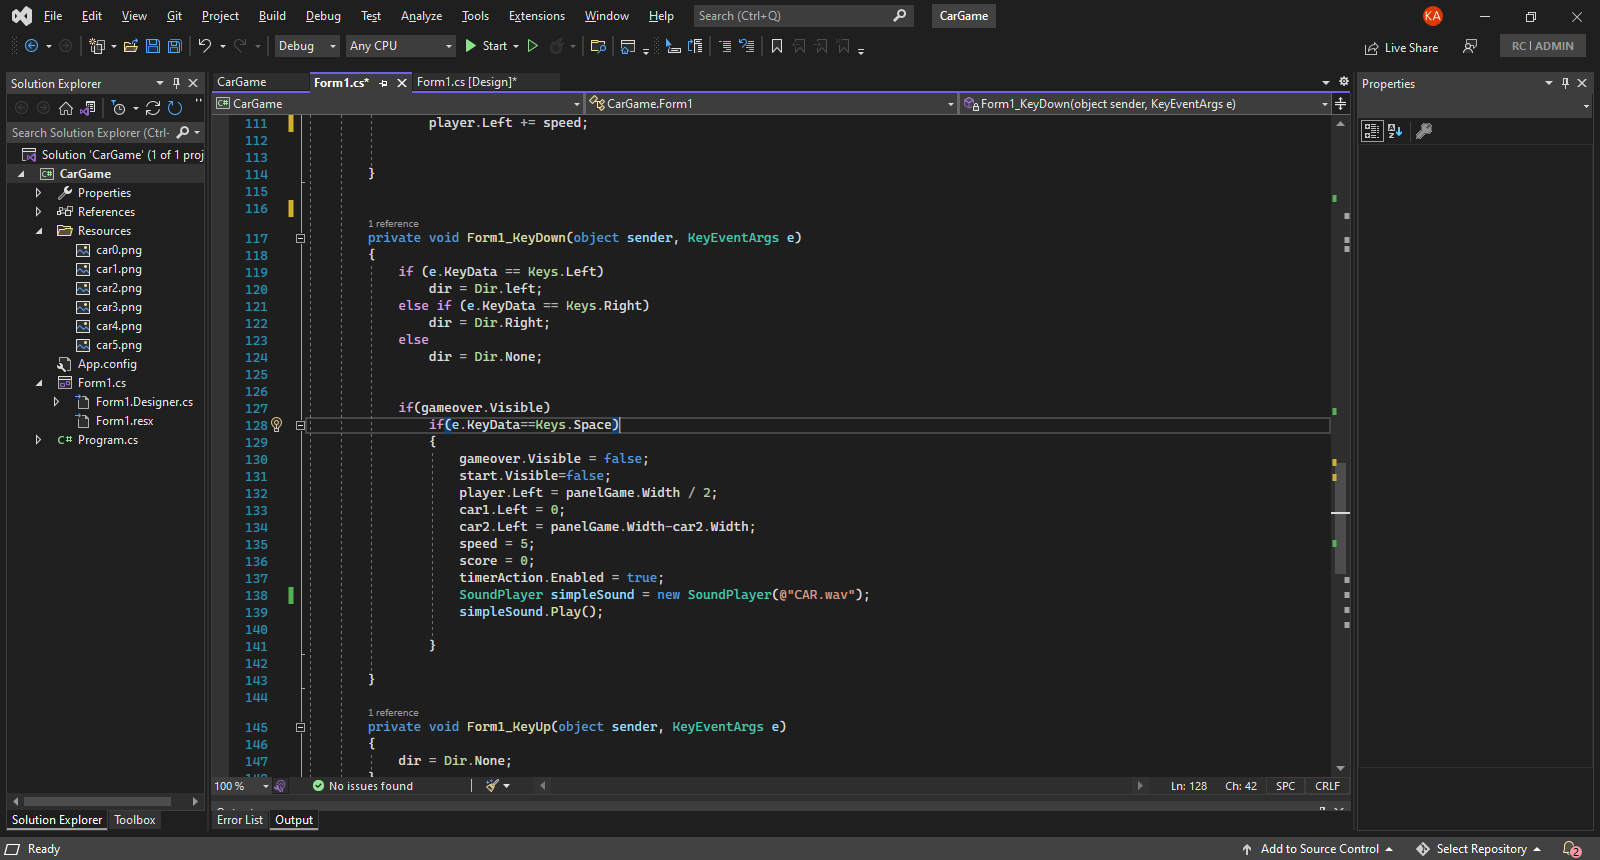 File Edit View Git Project Build Debug Test Analyze Tools Extensions Window Help Search (Ctrl+Q) CarGame KA
Debug Any CPU Start Live Share RC | ADMIN
Solution Explorer
CarGame Form1.cs* Form1.cs [Design]*
Properties
CarGame CarGame.Form1 Form1_KeyDown(object sender, KeyEventArgs e)
Search Solution Explorer (Ctrl-
Solution 'CarGame' (1 of 1 proj
CarGame
Properties
References
Resources
car0.png
car1.png
car2.png
car3.png
car4.png
car5.png
App.config
Form1.cs
Form1.Designer.cs
Form1.resx
C# Program.cs
111 player.Left += speed;
112
113
114 }
115
116
1 reference
117 private void Form1_KeyDown(object sender, KeyEventArgs e)
118 {
119 if (e.KeyData == Keys.Left)
120 dir = Dir.left;
121 else if (e.KeyData == Keys.Right)
122 dir = Dir.Right;
123 else
124 dir = Dir.None;
125
126
127 if(gameover.Visible)
128 if(e.KeyData==Keys.Space)
129 {
130 gameover.Visible = false;
131 start.Visible=false;
132 player.Left = panelGame.Width / 2;
133 car1.Left = 0;
134 car2.Left = panelGame.Width-car2.Width;
135 speed = 5;
136 score = 0;
137 timerAction.Enabled = true;
138 SoundPlayer simpleSound = new SoundPlayer(@"CAR.wav");
139 simpleSound.Play();
140
141 }
142
143 }
144
1 reference
145 private void Form1_KeyUp(object sender, KeyEventArgs e)
146 {
147 dir = Dir.None;
100 % No issues found Ln: 128 Ch: 42 SPC CRLF
Solution Explorer Toolbox
Error List Output
Ready Add to Source Control Select Repository 2